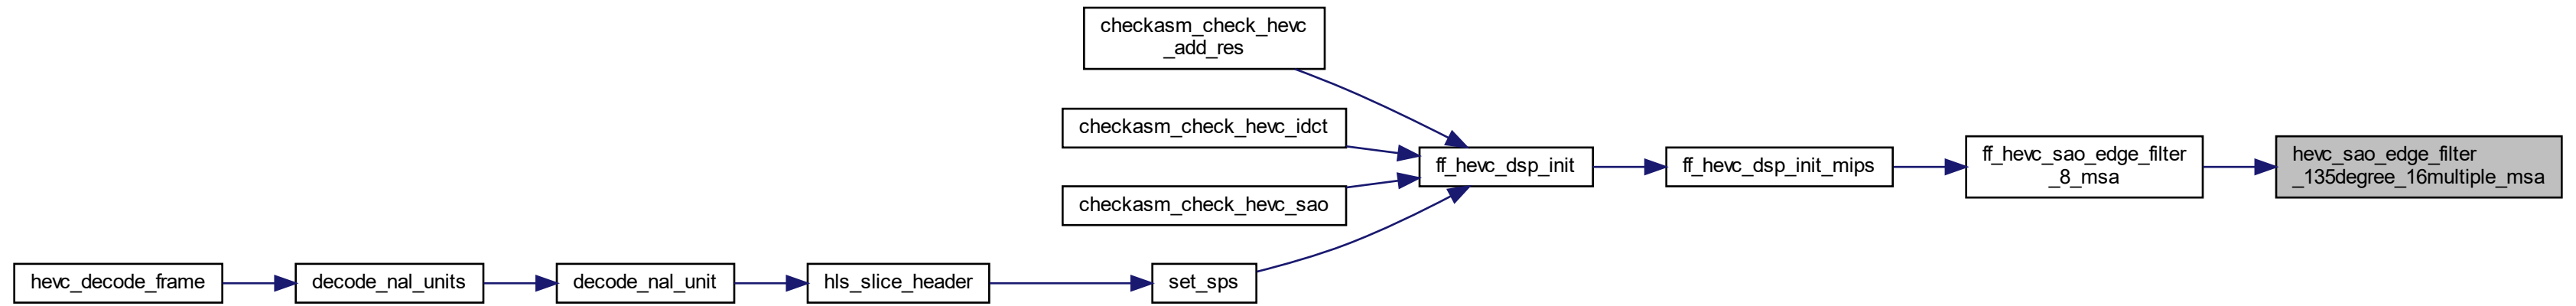 checkasm_check_hevc
_add_res
checkasm_check_hevc_idct
ff_hevc_dsp_init
ff_hevc_dsp_init_mips
ff_hevc_sao_edge_filter
_8_msa
hevc_sao_edge_filter
_135degree_16multiple_msa
checkasm_check_hevc_sao
hevc_decode_frame
decode_nal_units
decode_nal_unit
hls_slice_header
set_sps